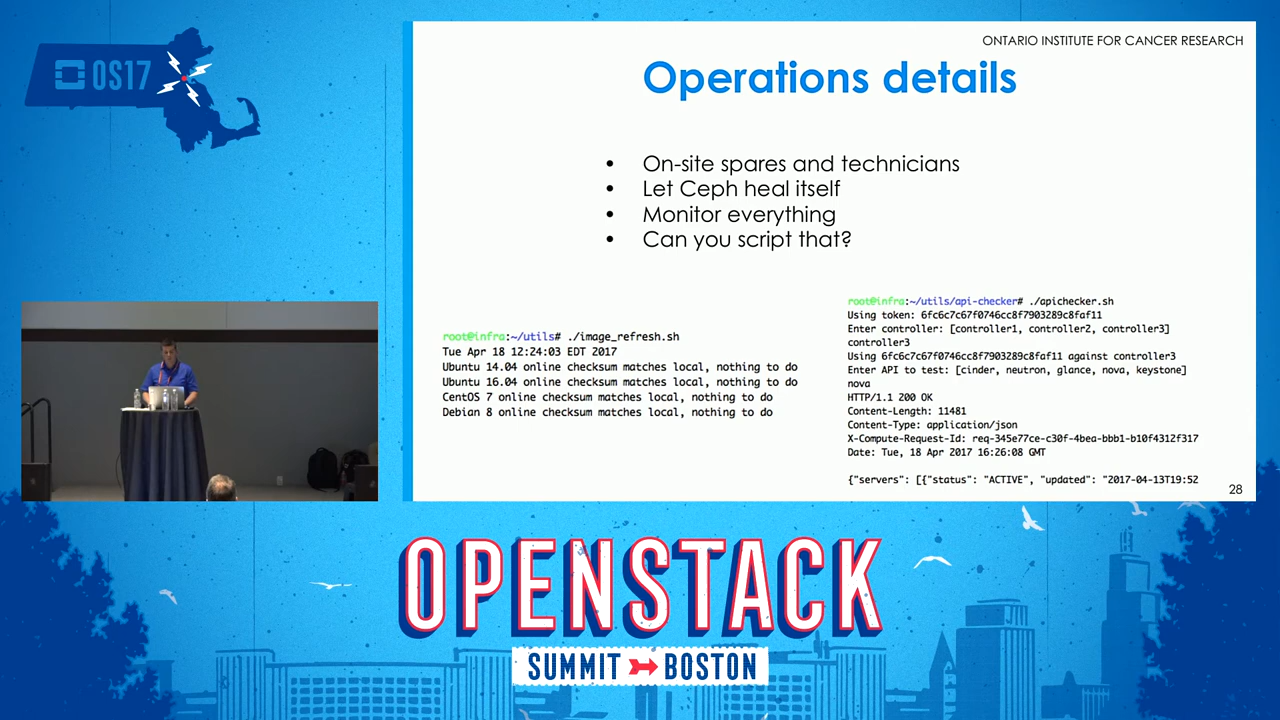 OS17
ONTARIO INSTITUTE FOR CANCER RESEARCH
Operations details
• On-site spares and technicians
• Let Ceph heal itself
• Monitor everything
• Can you script that?
root@infra:~/utils# ./image_refresh.sh
Tue Apr 18 12:24:03 EDT 2017
Ubuntu 14.04 online checksum matches local, nothing to do
Ubuntu 16.04 online checksum matches local, nothing to do
CentOS 7 online checksum matches local, nothing to do
Debian 8 online checksum matches local, nothing to do
root@infra:~/utils/api-checker# ./apichecker.sh
Using token: 6fc6c7c67f0746cc8f7903289c8faf11
Enter controller: [controller1, controller2, controller3]
controller3
Using 6fc6c7c67f0746cc8f7903289c8faf11 against controller3
Enter API to test: [cinder, neutron, glance, nova, keystone]
nova
HTTP/1.1 200 OK
Content-Length: 11481
Content-Type: application/json
X-Compute-Request-Id: req-345e77ce-c30f-4bea-bbb1-b10f4312f317
Date: Tue, 18 Apr 2017 16:26:08 GMT
{"servers": [{"status": "ACTIVE", "updated": "2017-04-13T19:52
28
OPENSTACK
SUMMIT BOSTON